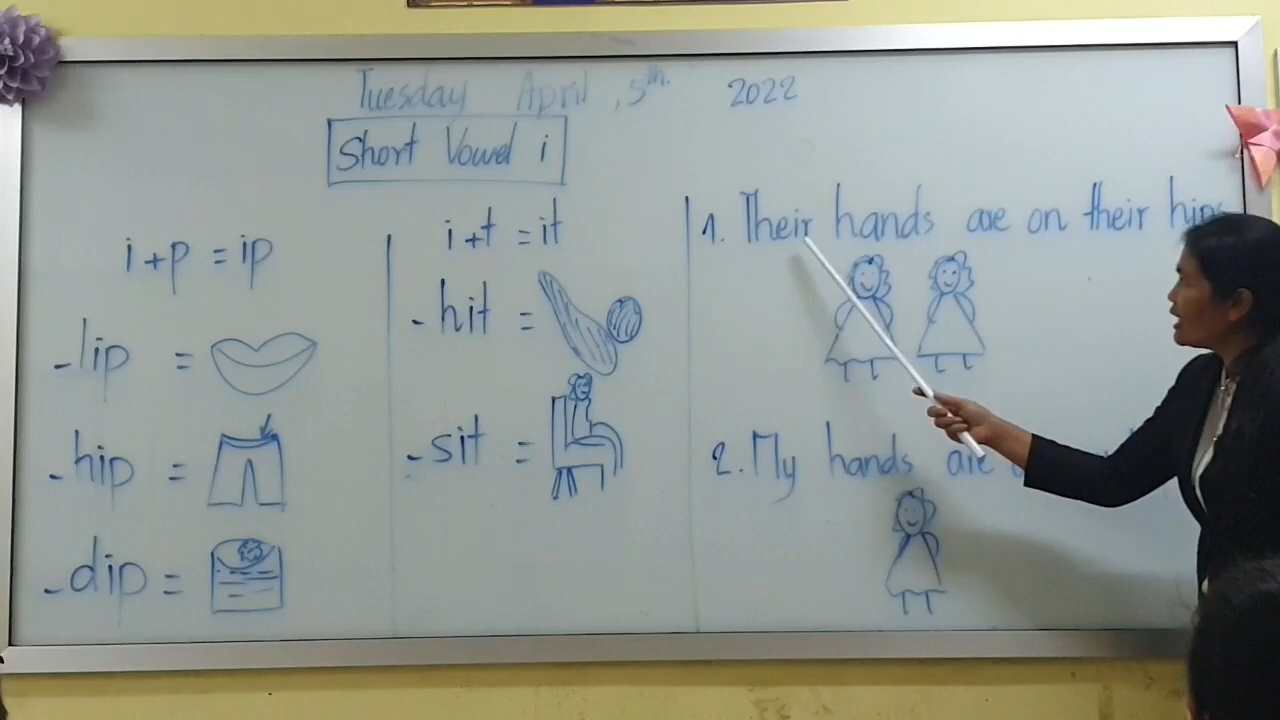 Tuesday April, 5th. 2022
Short Vowel i
i+p = ip
-lip =
-hip =
-dip =
i+t = it
-hit =
-sit =
1. Their hands are on their hips
2. My hands are